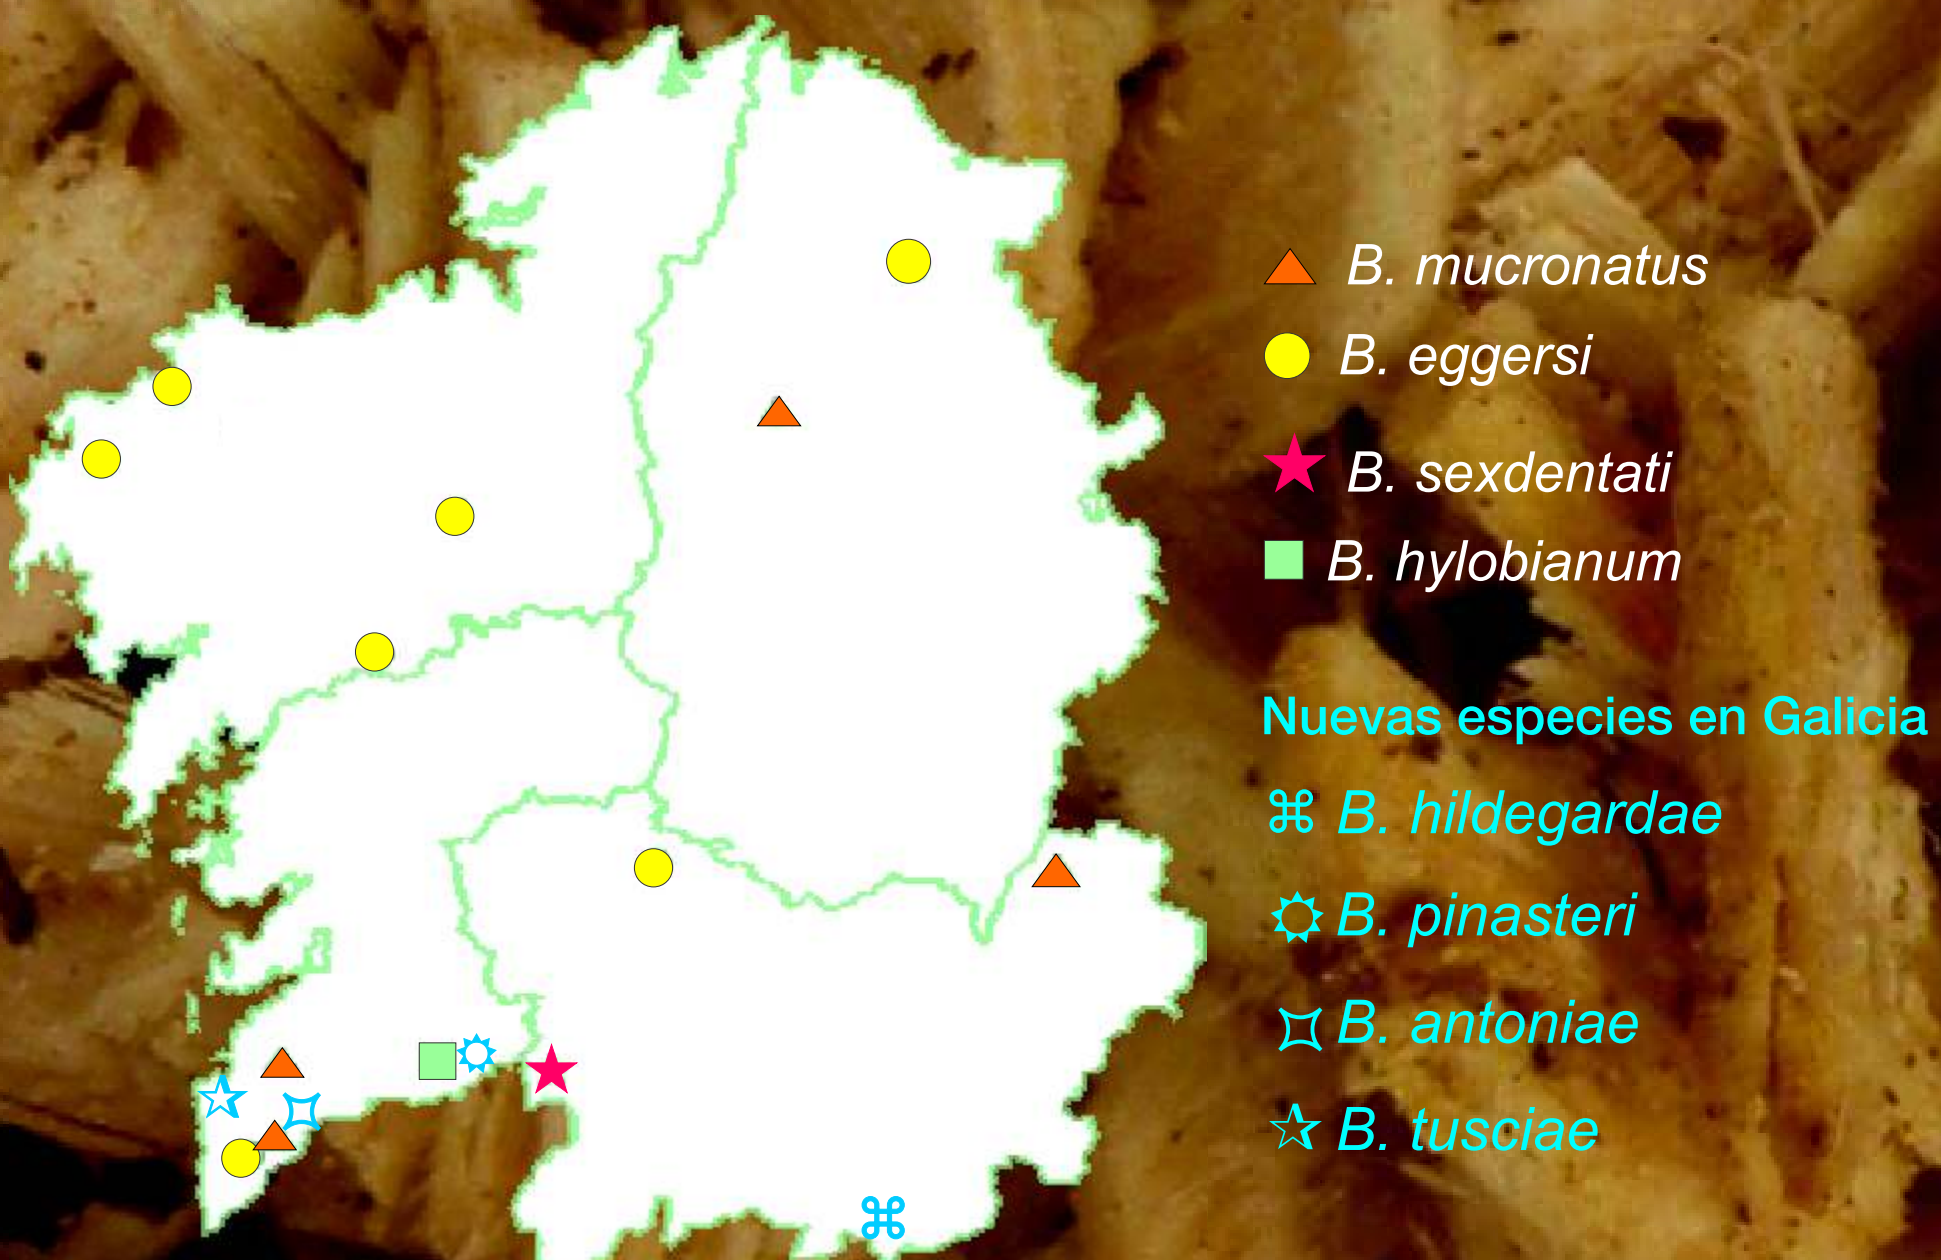 B. mucronatus
B. eggersi
B. sexdentati
B. hylobianum
Nuevas especies en Galicia
B. hildegardae
B. pinasteri
B. antoniae
B. tusciae